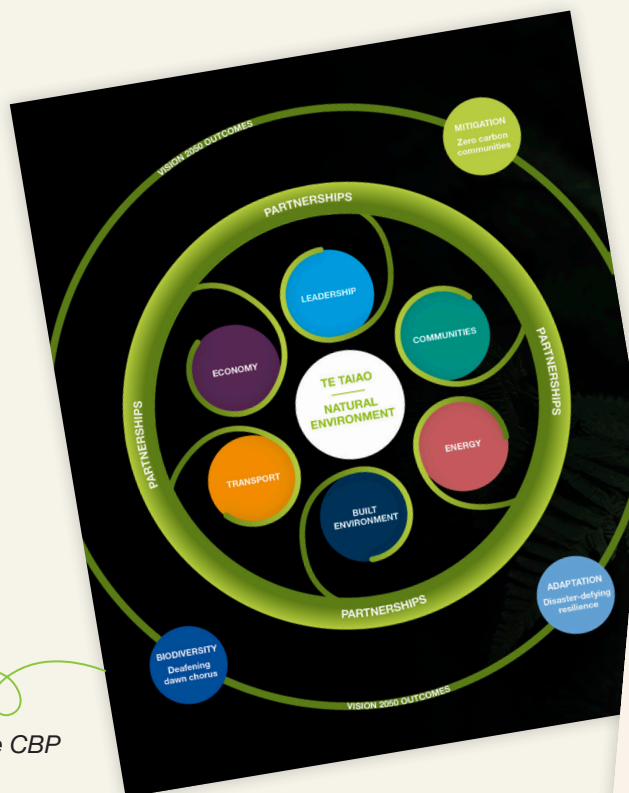 VISION 2050 OUTCOMES
MITIGATION
Zero carbon
communities
PARTNERSHIPS
LEADERSHIP
COMMUNITIES
ECONOMY
TE TAIAO
NATURAL
ENVIRONMENT
PARTNERSHIPS
PARTNERSHIPS
ENERGY
TRANSPORT
BUILT
ENVIRONMENT
ADAPTATION
Disaster-defying
resilience
PARTNERSHIPS
BIODIVERSITY
Deafening
dawn chorus
VISION 2050 OUTCOMES
CBP